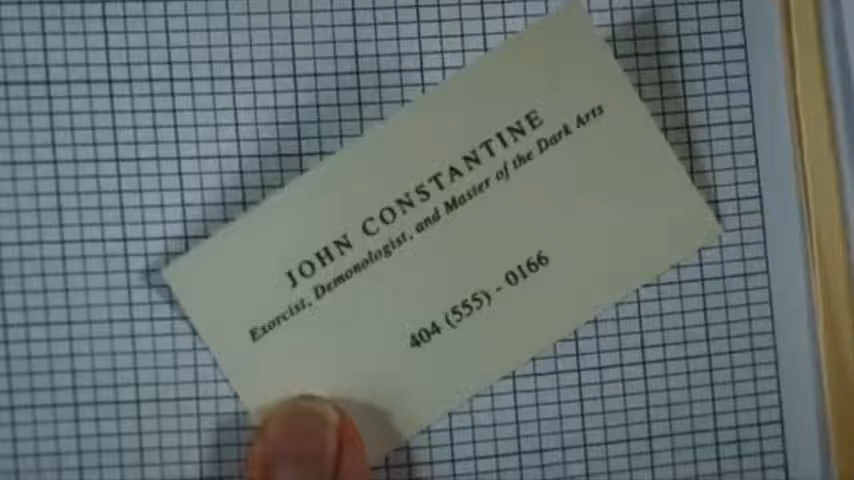 JOHN CONSTANTINE
Exorcist, Demonologist, and Master of the Dark Arts
404 (555) - 0166